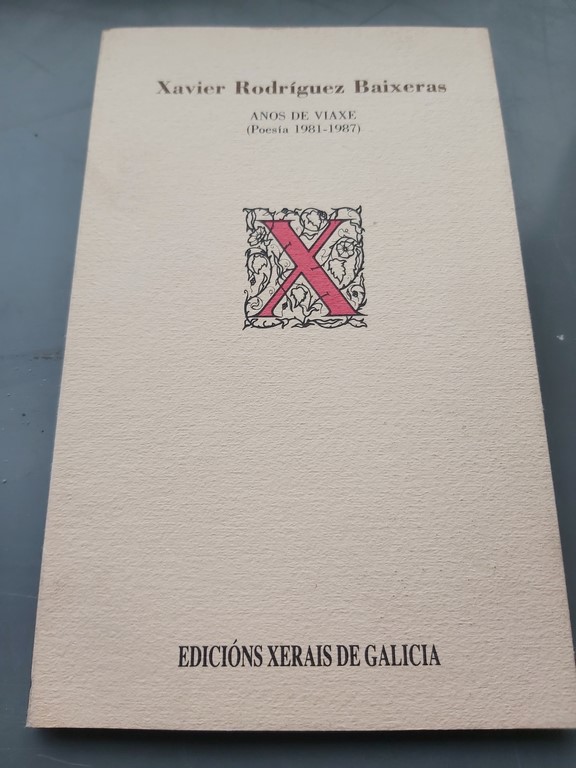 Xavier Rodríguez Baixeras
ANOS DE VIAXE
(Poesía 1981-1987)
X
EDICIÓNS XERAIS DE GALICIA